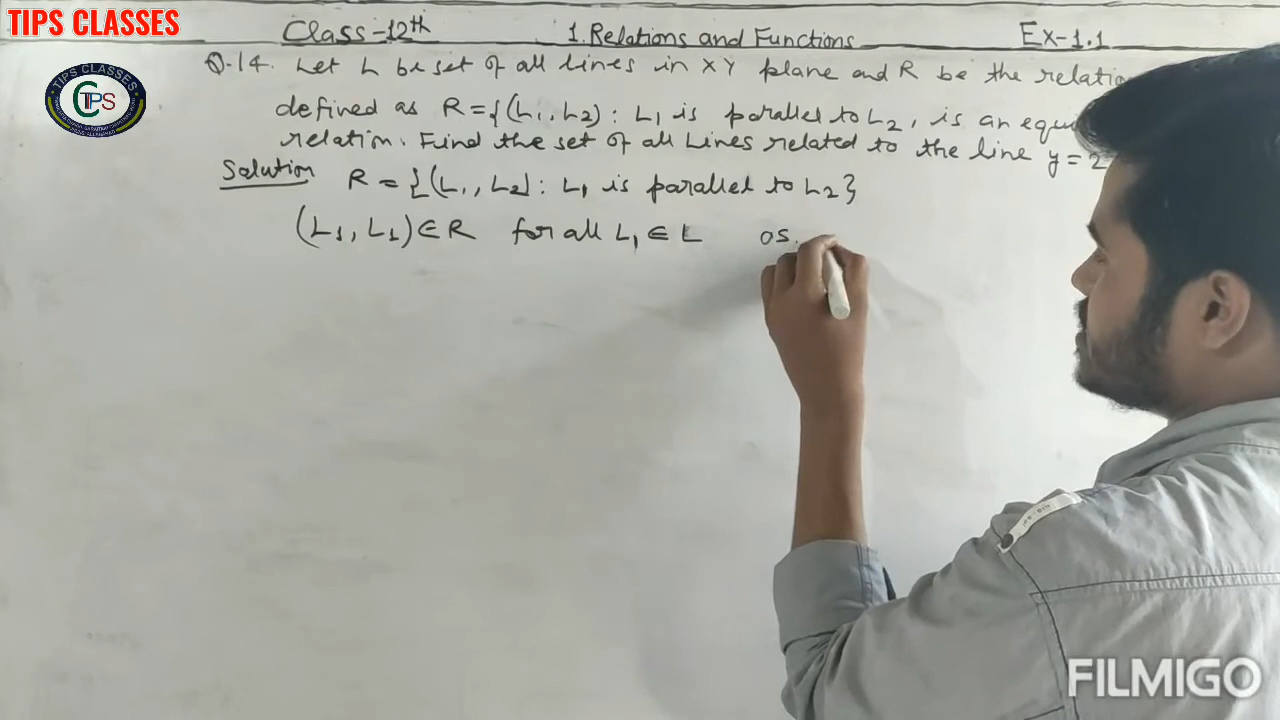 TIPS CLASSES
Class-12th 1. Relations and Functions Ex-1.1
TIPS CLASSES
TIPS
Q.14. Let L be set of all lines in XY plane and R be the
defined as R={(L1, L2) : L1 is parallel to L2, is an
relation. Find the set of all Lines related to the line y = 2
Solution R = {(L1, L2) : L1 is parallel to L2}
(L1, L1) ∈ R for all L1 ∈ L as
FILMIGO